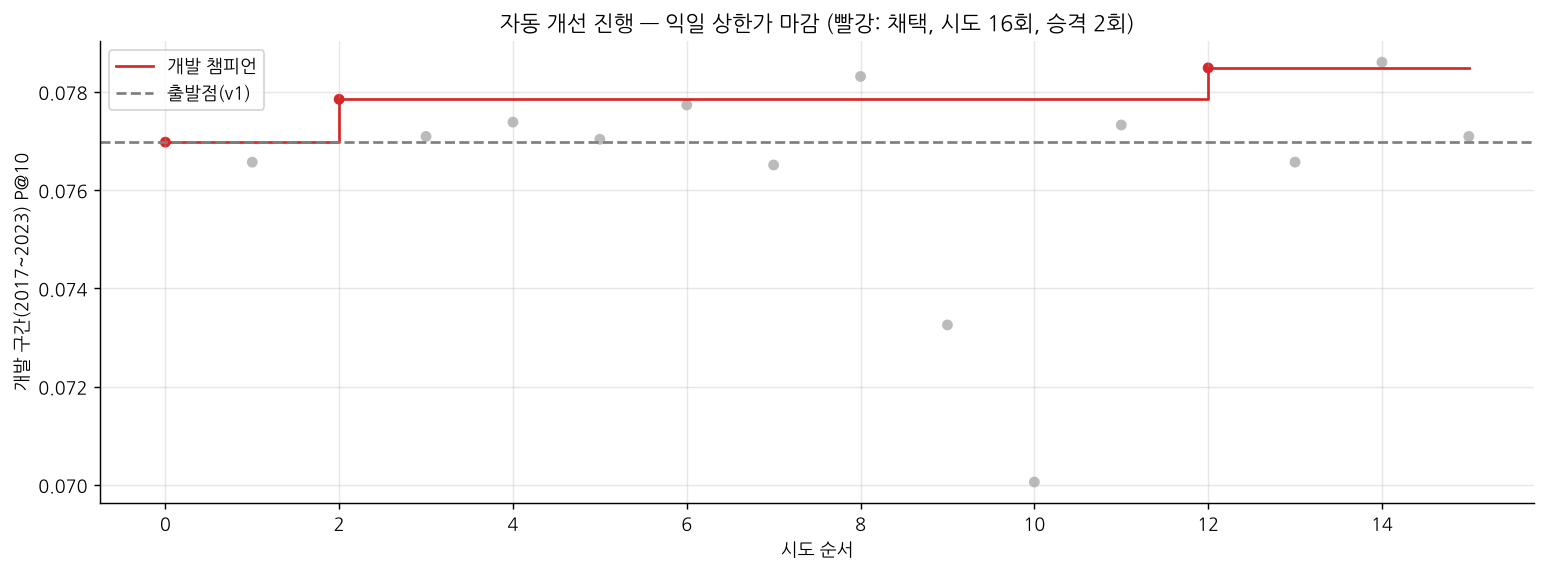 자동 개선 진행 — 익일 상한가 마감 (빨강: 채택, 시도 16회, 승격 2회)
개발 챔피언
출발점(v1)
개발 구간(2017~2023) P@10
0.078
0.076
0.074
0.072
0.070
0 2 4 6 8 10 12 14
시도 순서